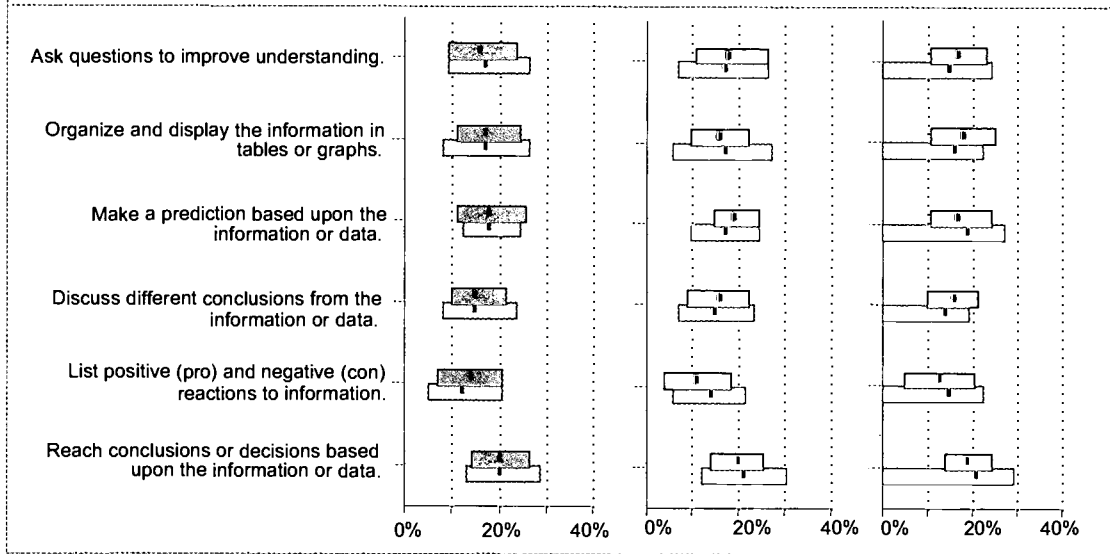 Ask questions to improve understanding.
Organize and display the information in
tables or graphs.
Make a prediction based upon the
information or data.
Discuss different conclusions from the
information or data.
List positive (pro) and negative (con)
reactions to information.
Reach conclusions or decisions based
upon the information or data.
0% 20% 40% 0% 20% 40% 0% 20% 40%